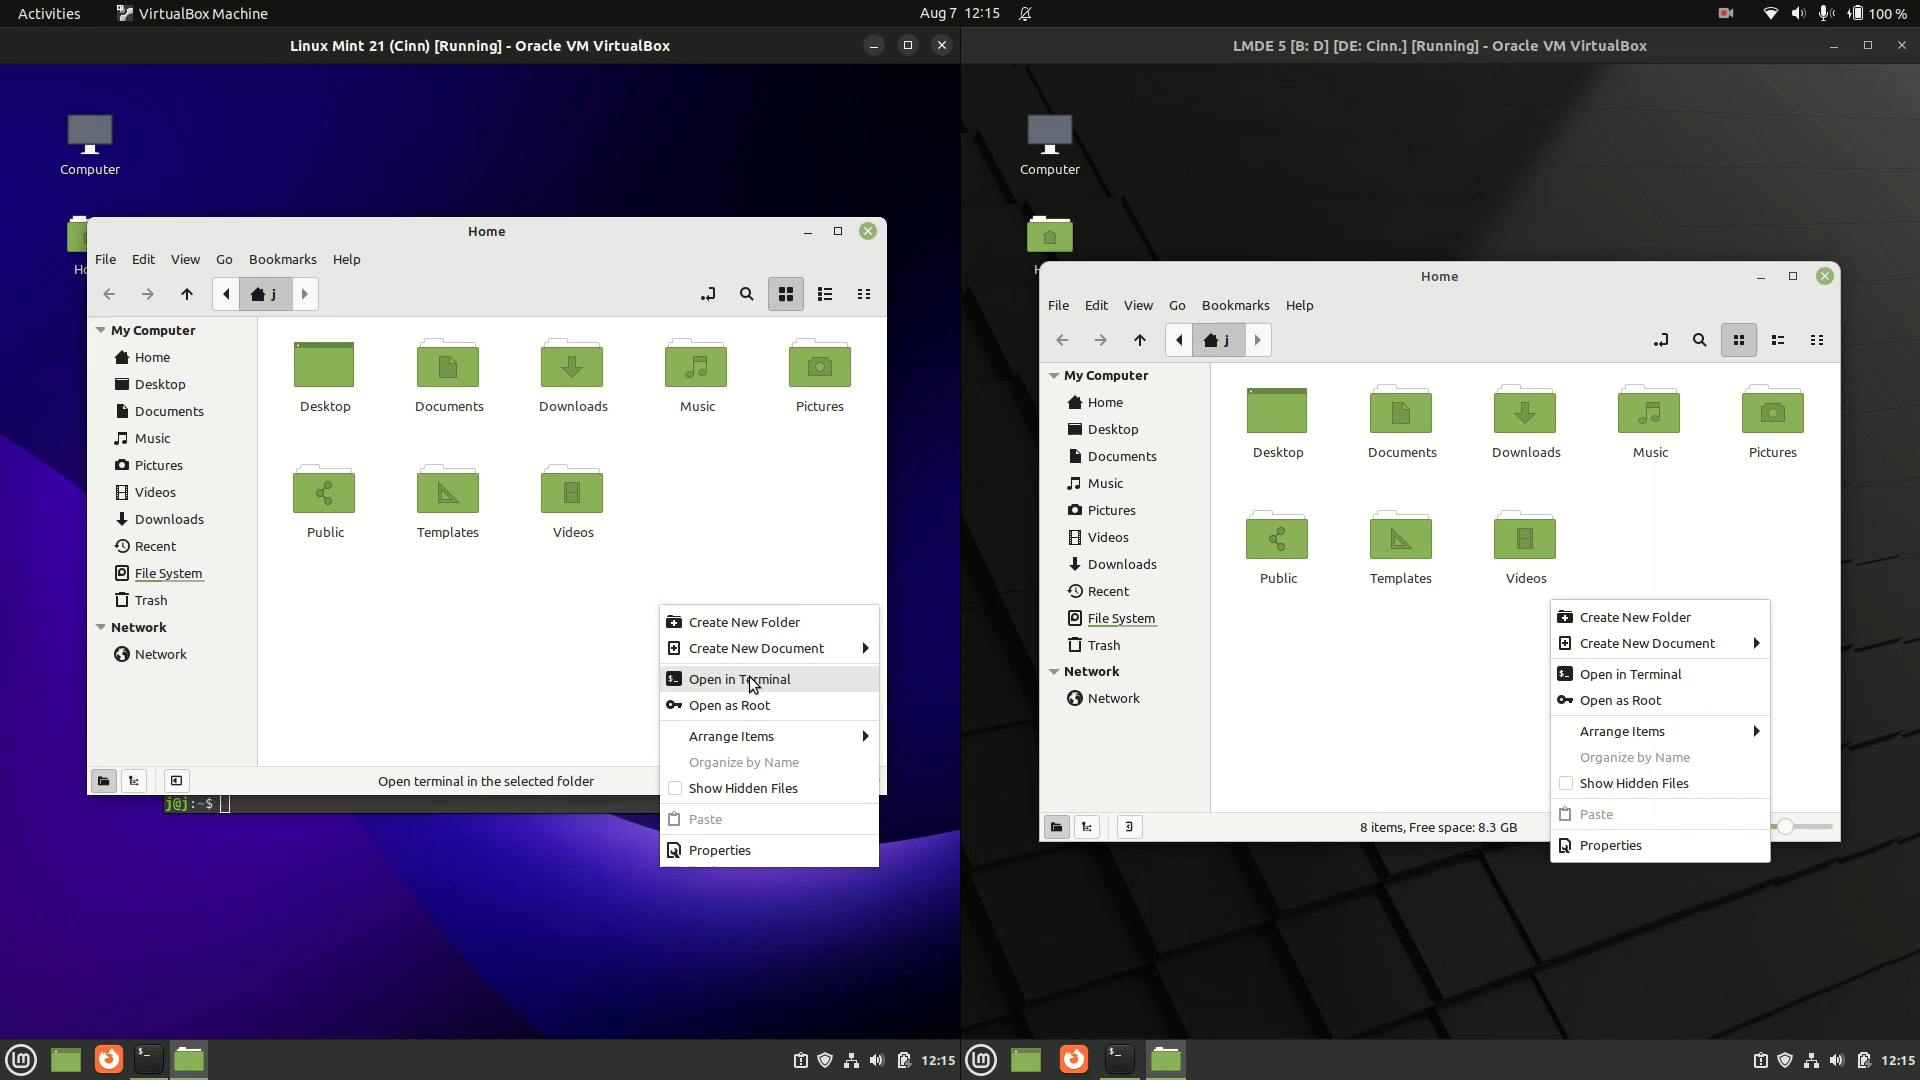 Activities
VirtualBox Machine
Aug 7 12:15
100 %
Linux Mint 21 (Cinn) [Running] - Oracle VM VirtualBox
Computer
Ho
Home
File Edit View Go Bookmarks Help
j
My Computer
Home
Desktop
Documents
Music
Pictures
Videos
Downloads
Recent
File System
Trash
Network
Network
Desktop
Documents
Downloads
Music
Pictures
Public
Templates
Videos
Create New Folder
Create New Document
Open in Terminal
Open as Root
Arrange Items
Organize by Name
Show Hidden Files
Paste
Properties
Open terminal in the selected folder
j@j:~$
12:15
LMDE 5 [B: D] [DE: Cinn.] [Running] - Oracle VM VirtualBox
Computer
H
Home
File Edit View Go Bookmarks Help
j
My Computer
Home
Desktop
Documents
Music
Pictures
Videos
Downloads
Recent
File System
Trash
Network
Network
Desktop
Documents
Downloads
Music
Pictures
Public
Templates
Videos
Create New Folder
Create New Document
Open in Terminal
Open as Root
Arrange Items
Organize by Name
Show Hidden Files
Paste
Properties
8 items, Free space: 8.3 GB
12:15